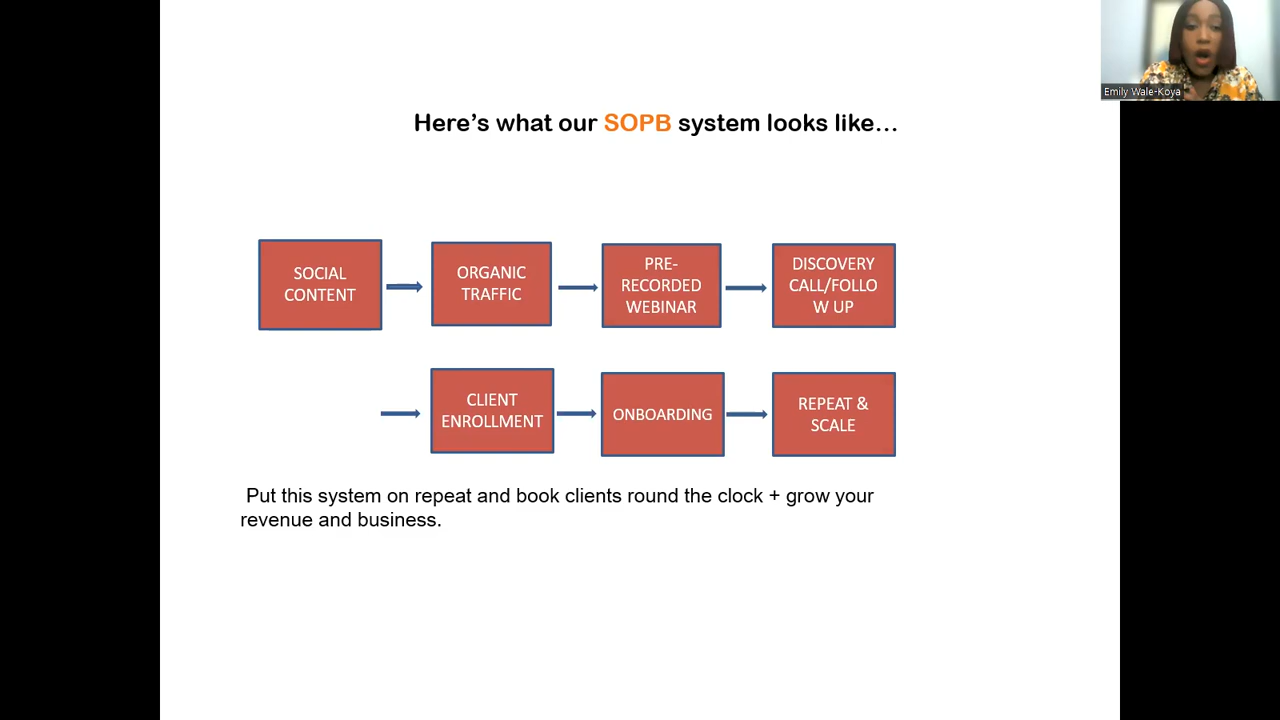 Emily Wale-Koya
Here's what our SOPB system looks like…
SOCIAL
CONTENT
ORGANIC
TRAFFIC
PRE-
RECORDED
WEBINAR
DISCOVERY
CALL/FOLLO
W UP
CLIENT
ENROLLMENT
ONBOARDING
REPEAT &
SCALE
Put this system on repeat and book clients round the clock + grow your
revenue and business.